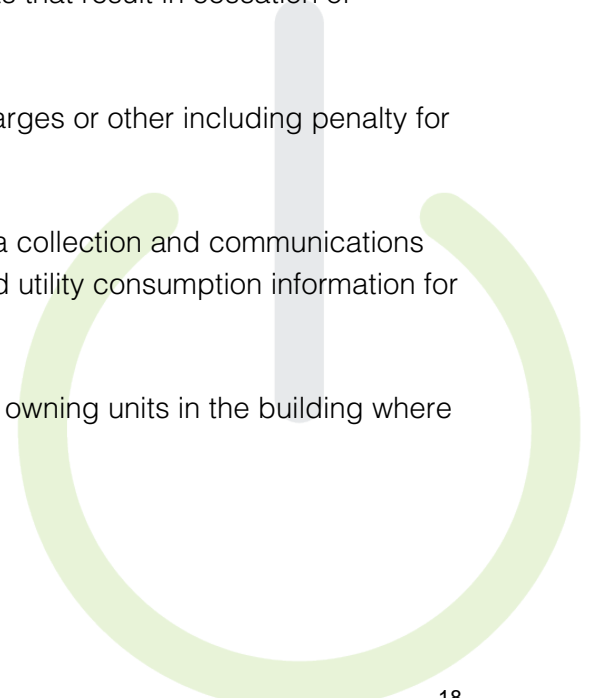 that result in cessation of
arges or other including penalty for
a collection and communications
d utility consumption information for
owning units in the building where
18